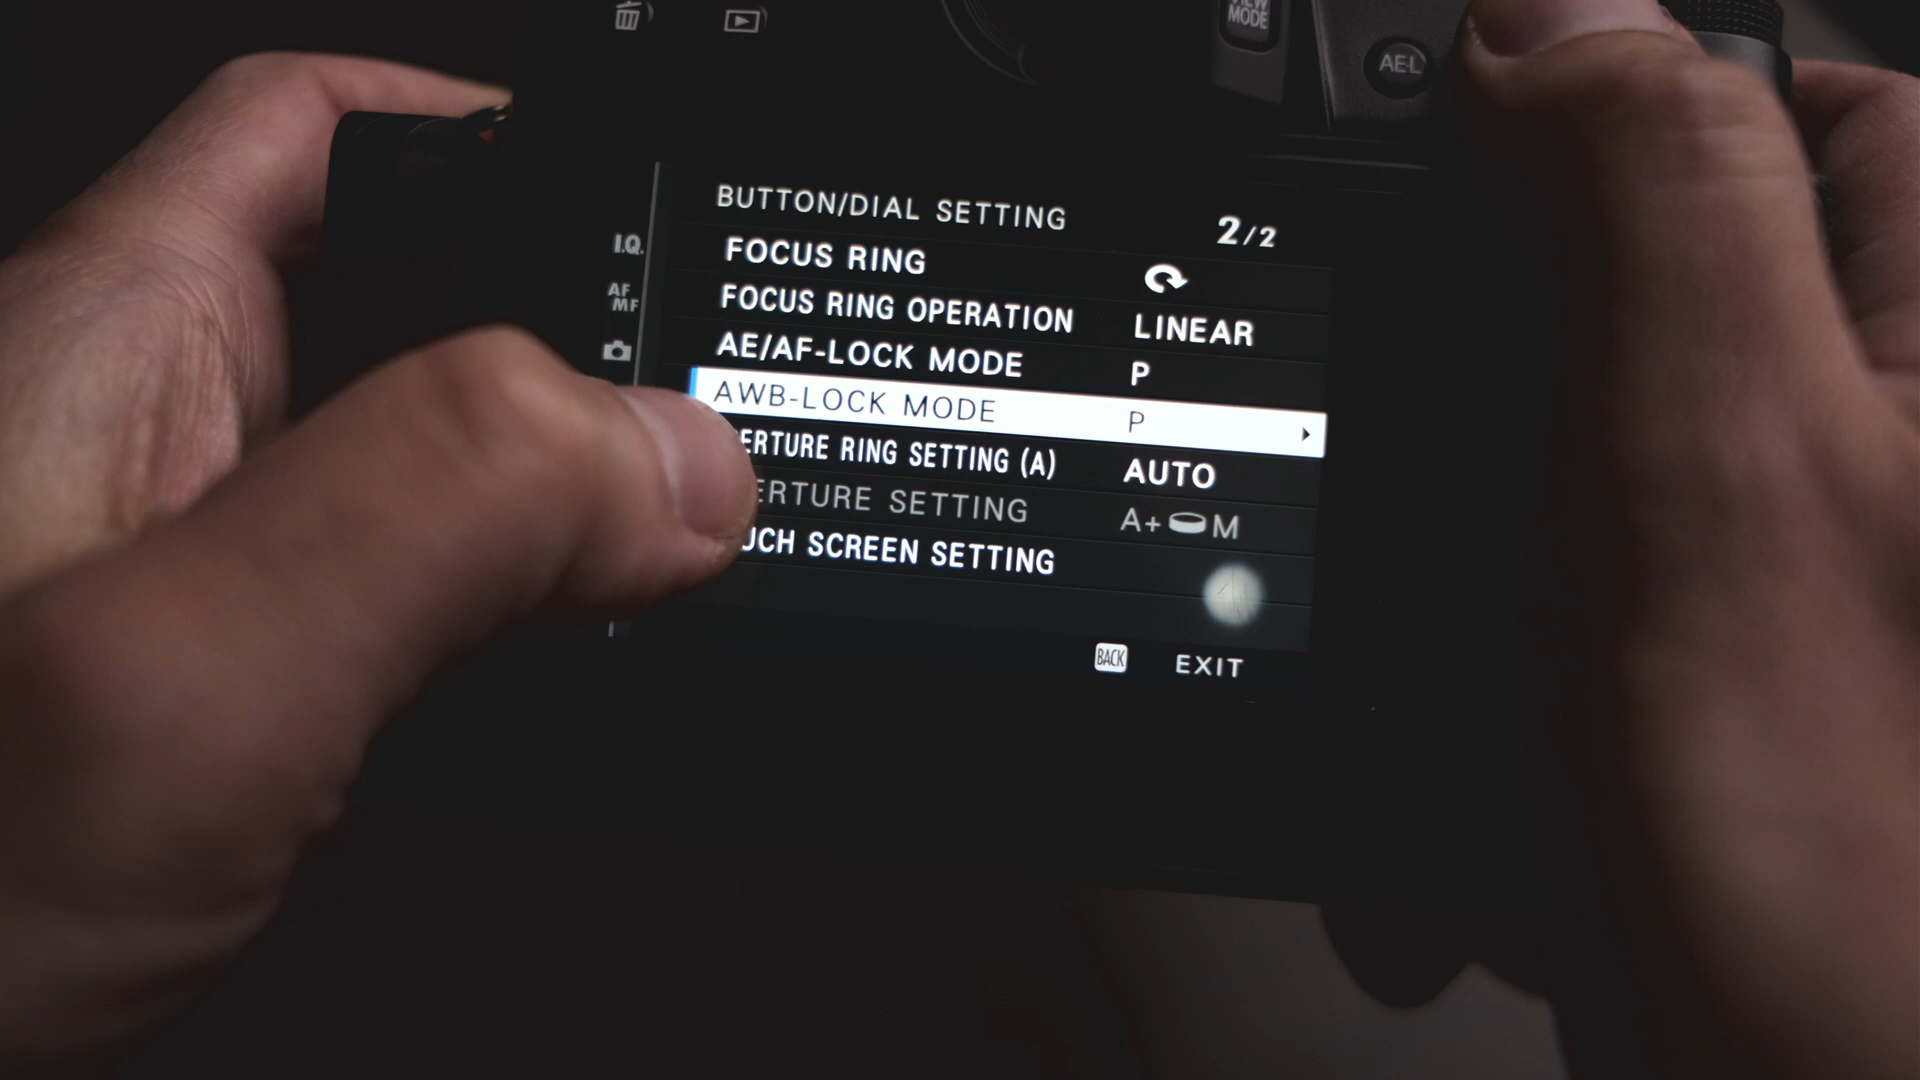 VIEW
MODE
AE-L
BUTTON/DIAL SETTING 2/2
I.Q.
FOCUS RING
AF
MF
FOCUS RING OPERATION LINEAR
AE/AF-LOCK MODE P
AWB-LOCK MODE P
ERTURE RING SETTING (A) AUTO
ERTURE SETTING A+ M
UCH SCREEN SETTING
BACK EXIT